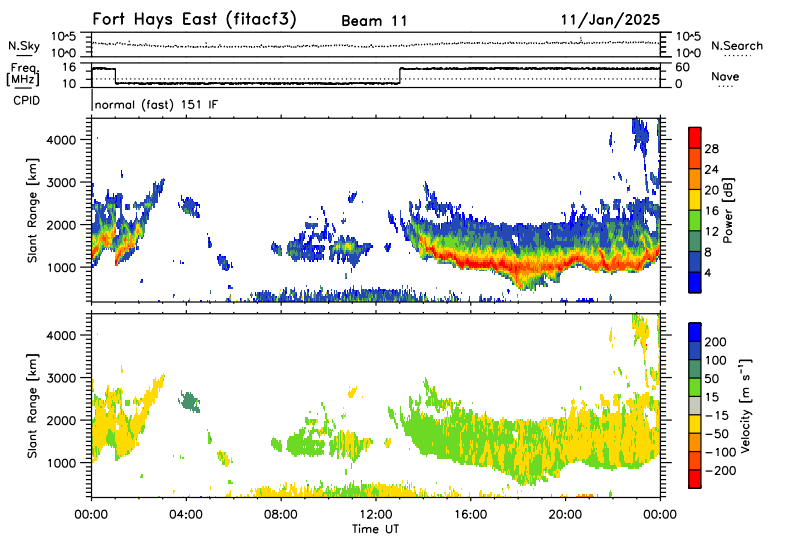 Fort Hays East (fitacf3) Beam 11 11/Jan/2025
N.Sky 10^5 10^0 10^5 10^0 N.Search
Freq. [MHz] 16 10 60 0 Nave
CPID normal (fast) 151 IF
Slant Range [km] 4000 3000 2000 1000
Power [dB] 28 24 20 16 12 8 4
Slant Range [km] 4000 3000 2000 1000
Velocity [m s⁻¹] 200 100 50 15 −15 −50 −100 −200
00:00 04:00 08:00 12:00 16:00 20:00 00:00
Time UT